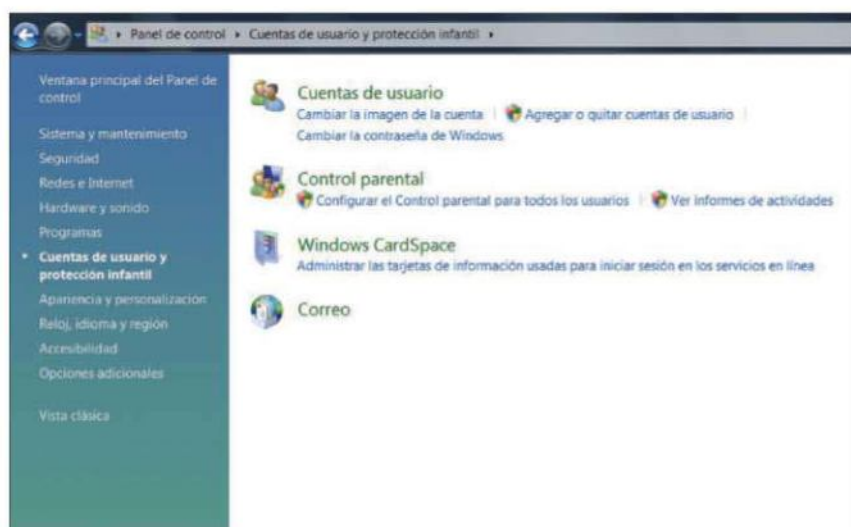 Panel de control ▸ Cuentas de usuario y protección infantil ▸
Ventana principal del Panel de
control
Sistema y mantenimiento
Seguridad
Redes e Internet
Hardware y sonido
Programas
Cuentas de usuario y
protección infantil
Apariencia y personalización
Reloj, idioma y región
Accesibilidad
Opciones adicionales
Vista clásica
Cuentas de usuario
Cambiar la imagen de la cuenta | Agregar o quitar cuentas de usuario |
Cambiar la contraseña de Windows
Control parental
Configurar el Control parental para todos los usuarios | Ver informes de actividades
Windows CardSpace
Administrar las tarjetas de información usadas para iniciar sesión en los servicios en línea
Correo